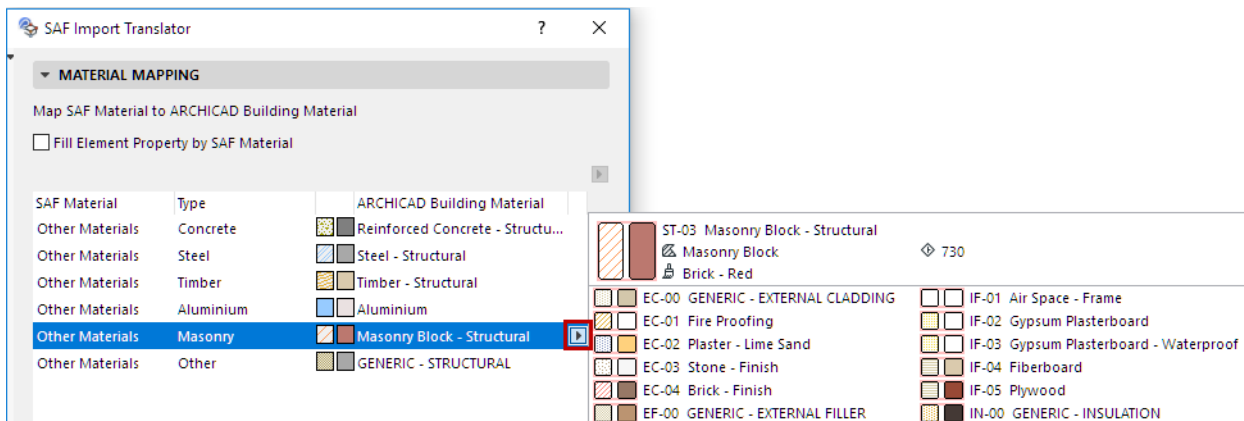 SAF Import Translator ?
MATERIAL MAPPING
Map SAF Material to ARCHICAD Building Material
Fill Element Property by SAF Material
SAF Material Type ARCHICAD Building Material
Other Materials Concrete Reinforced Concrete - Structu...
Other Materials Steel Steel - Structural
Other Materials Timber Timber - Structural
Other Materials Aluminium Aluminium
Other Materials Masonry Masonry Block - Structural
Other Materials Other GENERIC - STRUCTURAL
ST-03 Masonry Block - Structural
Masonry Block 730
Brick - Red
EC-00 GENERIC - EXTERNAL CLADDING IF-01 Air Space - Frame
EC-01 Fire Proofing IF-02 Gypsum Plasterboard
EC-02 Plaster - Lime Sand IF-03 Gypsum Plasterboard - Waterproof
EC-03 Stone - Finish IF-04 Fiberboard
EC-04 Brick - Finish IF-05 Plywood
EF-00 GENERIC - EXTERNAL FILLER IN-00 GENERIC - INSULATION